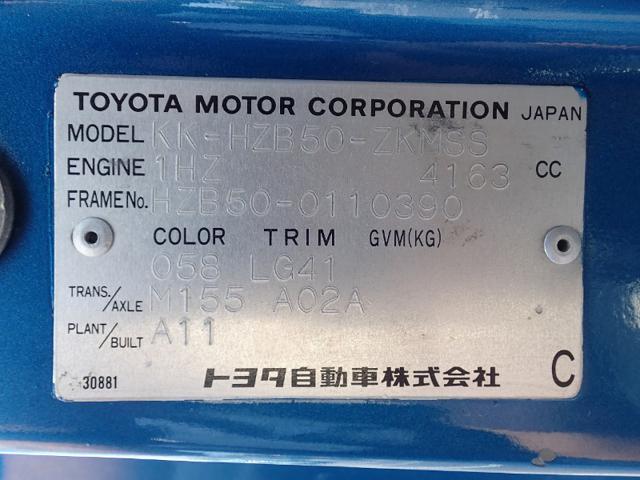 TOYOTA MOTOR CORPORATION JAPAN
MODEL KK-HZB50-ZKMSS
ENGINE 1HZ 4163 CC
FRAME No. HZB50-0110390
COLOR TRIM GVM(KG)
058 LG41
TRANS./AXLE M155 A02A
PLANT/BUILT A11
30881 トヨタ自動車株式会社 C